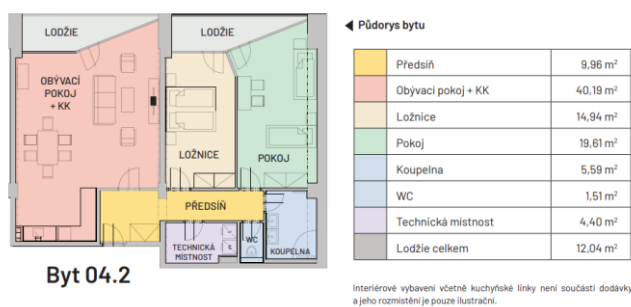 LODŽIE
LODŽIE
OBÝVACÍ
POKOJ
+ KK
LOŽNICE
POKOJ
PŘEDSÍŇ
TECHNICKÁ
MÍSTNOST
WC
KOUPELNA
Byt 04.2
Půdorys bytu
Předsíň 9,96 m²
Obývací pokoj + KK 40,19 m²
Ložnice 14,94 m²
Pokoj 19,61 m²
Koupelna 5,59 m²
WC 1,51 m²
Technická místnost 4,40 m²
Lodžie celkem 12,04 m²
Interiérové vybavení včetně kuchyňské linky není součástí dodávky
a jeho rozmístění je pouze ilustrační.